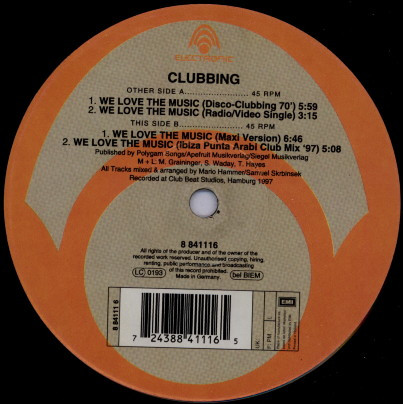 ELECTRONIC
CLUBBING
OTHER SIDE A........................ 45 RPM
1. WE LOVE THE MUSIC (Disco-Clubbing 70') 5:59
2. WE LOVE THE MUSIC (Radio/Video Single) 3:15
THIS SIDE B........................ 45 RPM
1. WE LOVE THE MUSIC (Maxi Version) 6:46
2. WE LOVE THE MUSIC (Ibiza Punta Arabi Club Mix '97) 5:08
Published by Polygam Songs/Apefruit Musikverlag/Siegel Musikverlag
M + L: M. Graininger, S. Waday, T. Hayes
All Tracks mixed & arranged by Mario Hammer/Samuel Skrbinsek
Recorded at Club Beat Studios, Hamburg 1997
8 841116
All rights of the producer and of the owner of the
recorded work reserved. Unauthorised copying, hiring
renting, public performance and broadcasting
of this record prohibited.
LC 0193
Made in Germany.
bel BIEM
8 84111 6
7 24388 41116 5
EMI